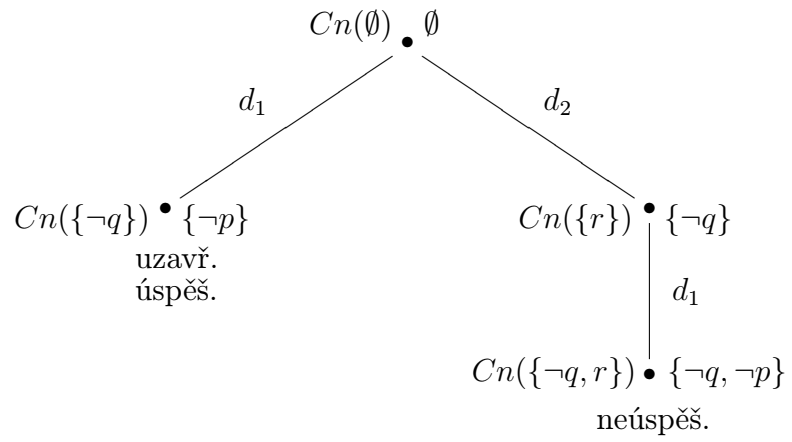 Cn(∅) ∅
d₁ d₂
Cn({¬q}) {¬p} Cn({r}) {¬q}
uzavř.
úspěš.
d₁
Cn({¬q, r}) {¬q, ¬p}
neúspěš.